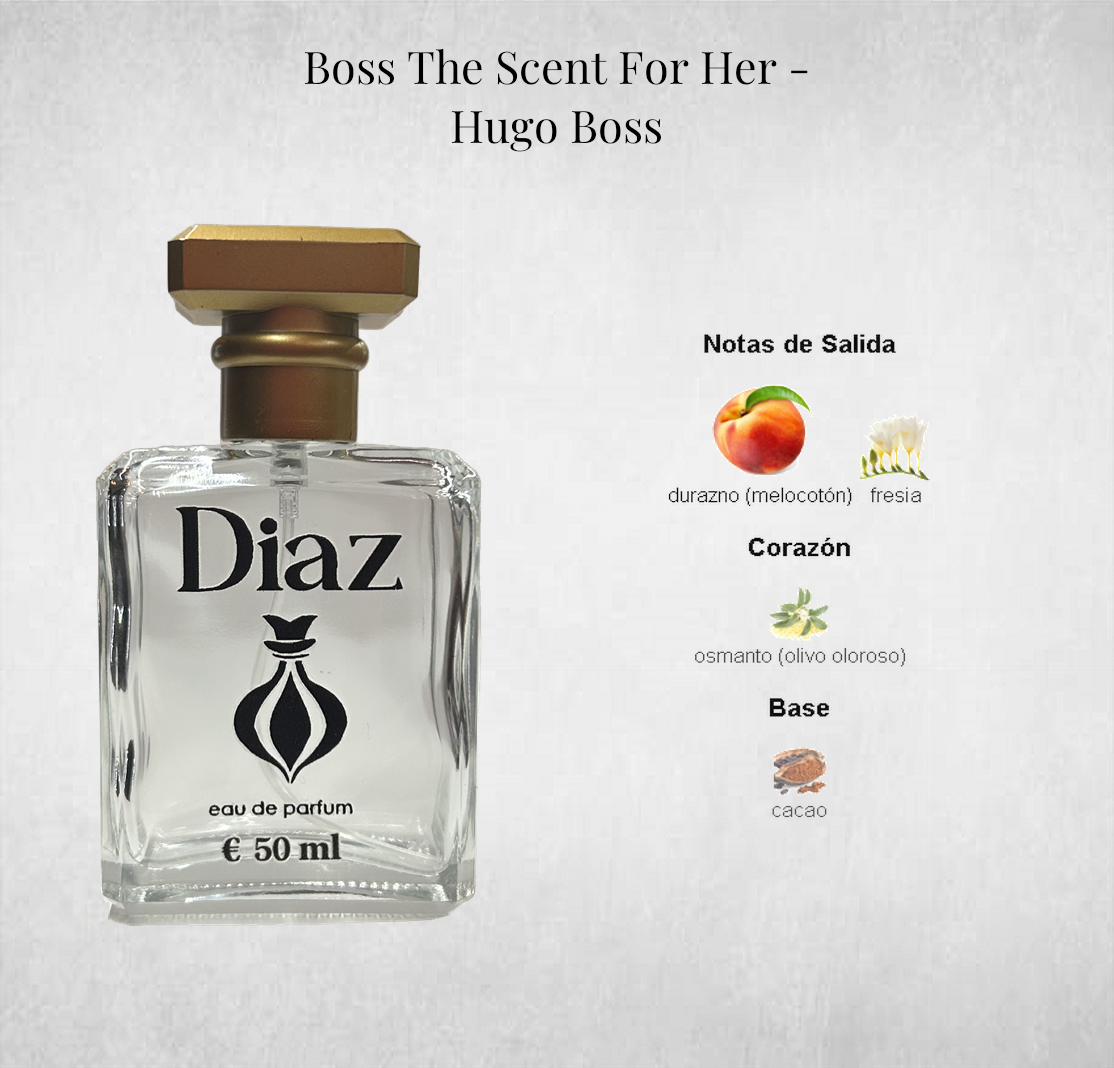 Boss The Scent For Her -
Hugo Boss
Diaz
eau de parfum
€ 50 ml
Notas de Salida
durazno (melocotón) fresia
Corazón
osmanto (olivo oloroso)
Base
cacao